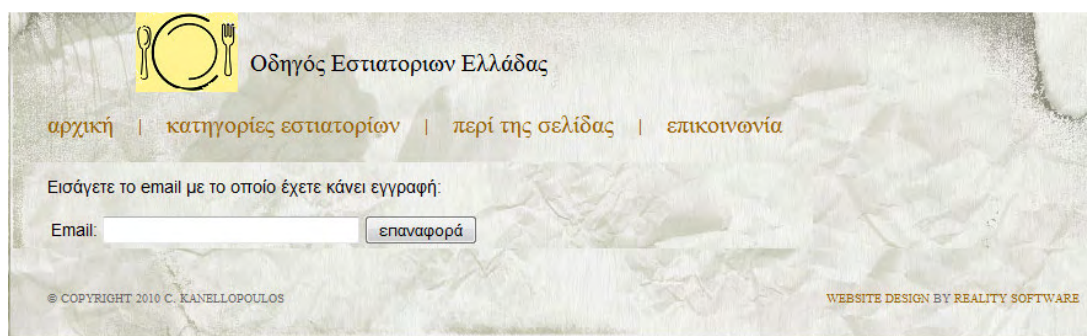 Οδηγός Εστιατοριων Ελλάδας
αρχική | κατηγορίες εστιατορίων | περί της σελίδας | επικοινωνία
Εισάγετε το email με το οποίο έχετε κάνει εγγραφή:
Email: επαναφορά
© COPYRIGHT 2010 C. KANELLOPOULOS WEBSITE DESIGN BY REALITY SOFTWARE